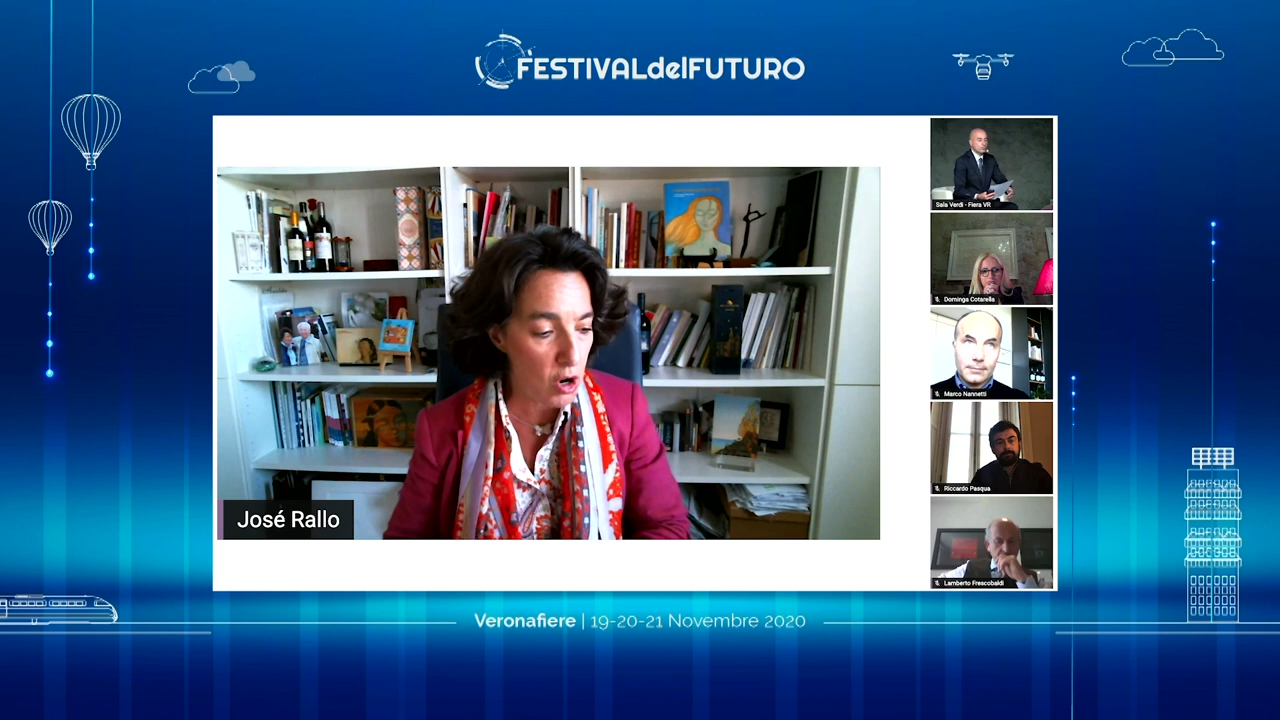 FESTIVALdelFUTURO
Sala Verdi - Fiera VR
Dominga Cotarella
Marco Nannetti
Riccardo Pasqua
Lamberto Frescobaldi
José Rallo
Veronafiere | 19-20-21 Novembre 2020